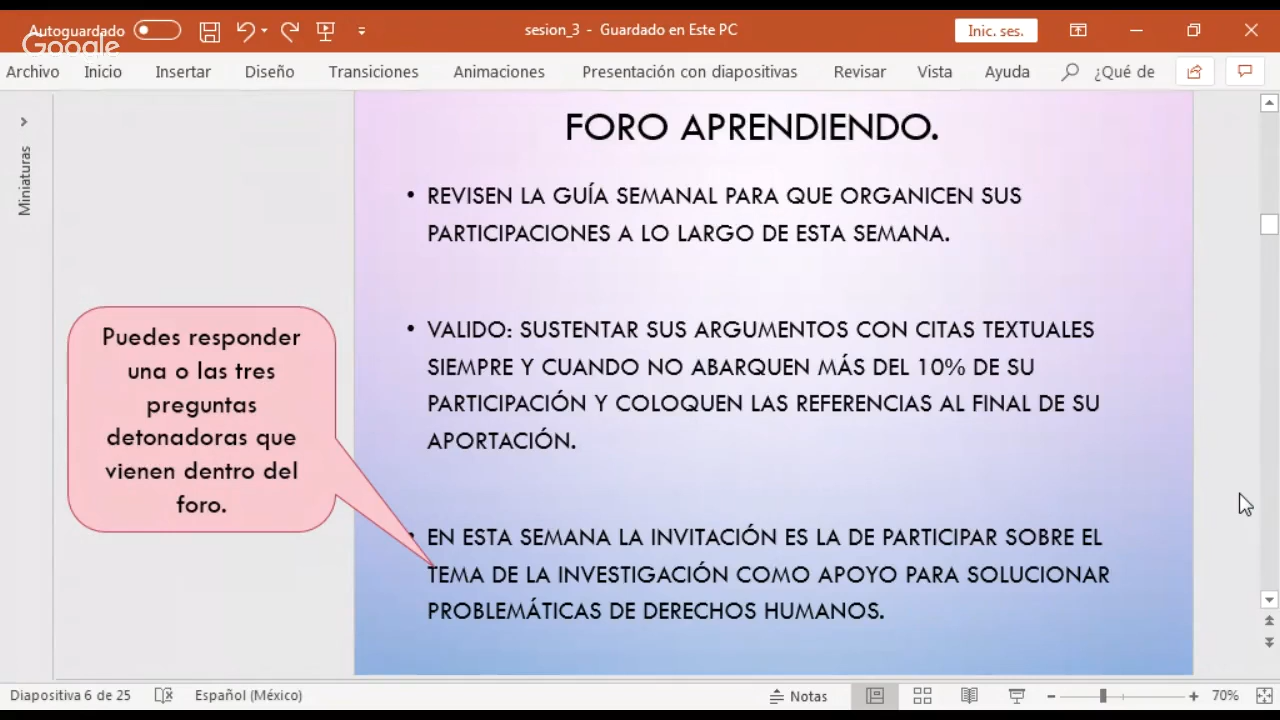 Autoguardado
Google
sesion_3 - Guardado en Este PC
Inic. ses.
Archivo Inicio Insertar Diseño Transiciones Animaciones Presentación con diapositivas Revisar Vista Ayuda ¿Qué de
Miniaturas
FORO APRENDIENDO.
• REVISEN LA GUÍA SEMANAL PARA QUE ORGANICEN SUS
PARTICIPACIONES A LO LARGO DE ESTA SEMANA.
• VALIDO: SUSTENTAR SUS ARGUMENTOS CON CITAS TEXTUALES
SIEMPRE Y CUANDO NO ABARQUEN MÁS DEL 10% DE SU
PARTICIPACIÓN Y COLOQUEN LAS REFERENCIAS AL FINAL DE SU
APORTACIÓN.
• EN ESTA SEMANA LA INVITACIÓN ES LA DE PARTICIPAR SOBRE EL
TEMA DE LA INVESTIGACIÓN COMO APOYO PARA SOLUCIONAR
PROBLEMÁTICAS DE DERECHOS HUMANOS.
Puedes responder
una o las tres
preguntas
detonadoras que
vienen dentro del
foro.
Diapositiva 6 de 25 Español (México) Notas 70%